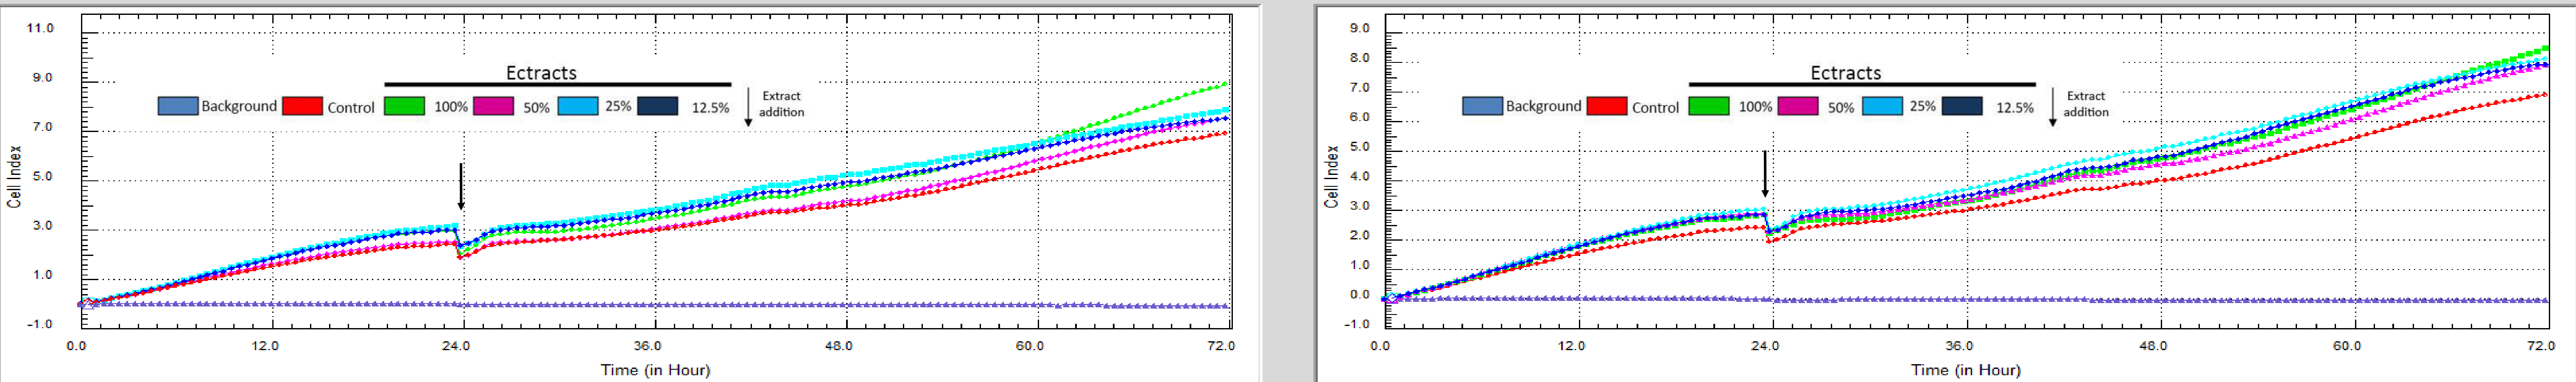 11.0
9.0
7.0
5.0
3.0
1.0
-1.0
Cell Index
Ectracts
Background Control 100% 50% 25% 12.5%
Extract
addition
0.0 12.0 24.0 36.0 48.0 60.0 72.0
Time (in Hour)
9.0
8.0
7.0
6.0
5.0
4.0
3.0
2.0
1.0
0.0
-1.0
Cell Index
Ectracts
Background Control 100% 50% 25% 12.5%
Extract
addition
0.0 12.0 24.0 36.0 48.0 60.0 72.0
Time (in Hour)